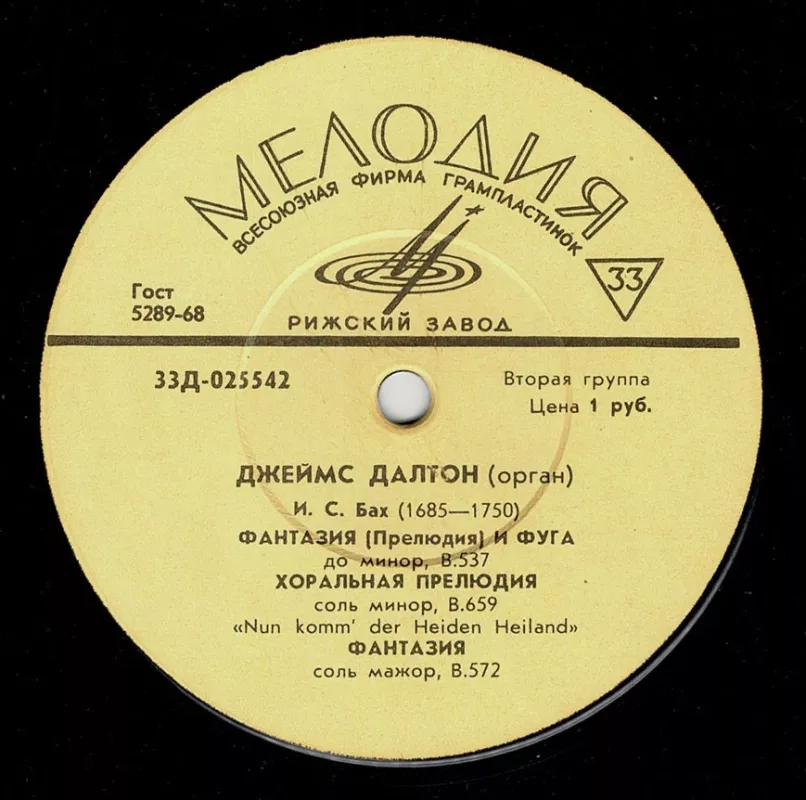 МЕЛОДИЯ
ВСЕСОЮЗНАЯ ФИРМА ГРАМПЛАСТИНОК
33
РИЖСКИЙ ЗАВОД
Гост
5289-68
33Д-025542
Вторая группа
Цена 1 руб.
ДЖЕЙМС ДАЛТОН (орган)
И. С. Бах (1685—1750)
ФАНТАЗИЯ (Прелюдия) И ФУГА
до минор, В.537
ХОРАЛЬНАЯ ПРЕЛЮДИЯ
соль минор, В.659
«Nun komm' der Heiden Heiland»
ФАНТАЗИЯ
соль мажор, В.572